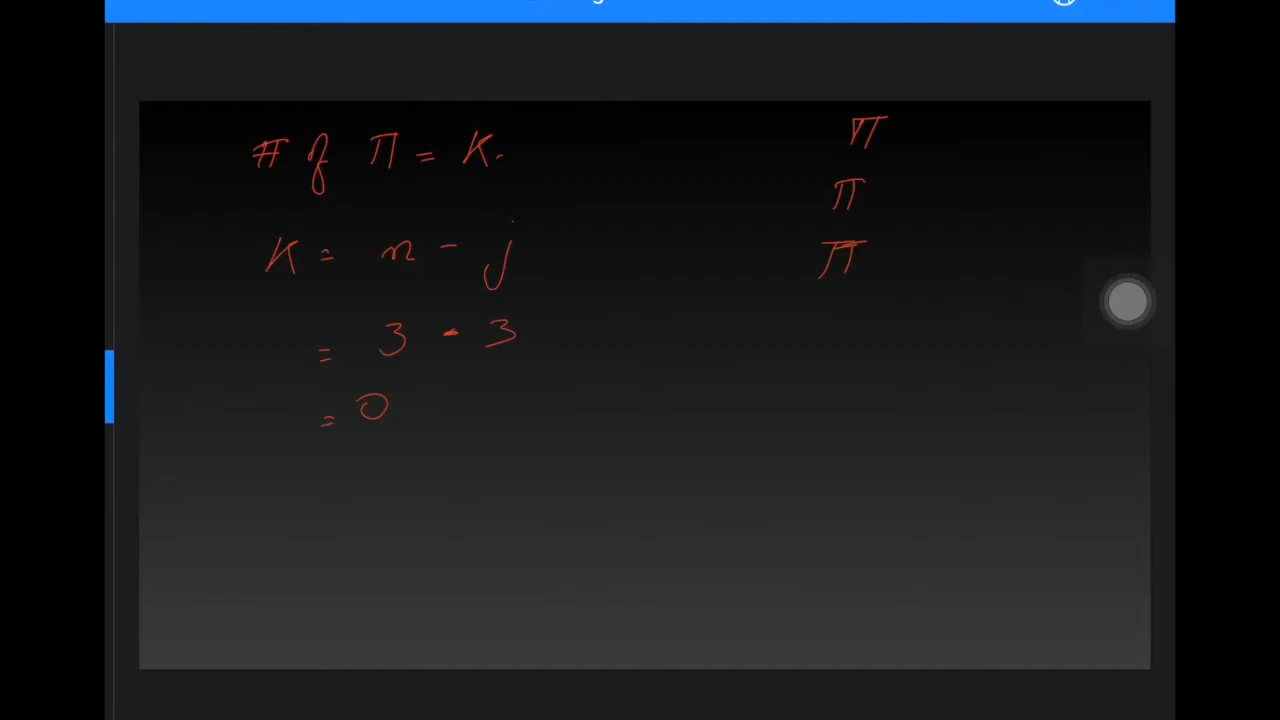 # of Π = K.
K = n - j
= 3 - 3
= 0
Π
Π
Π